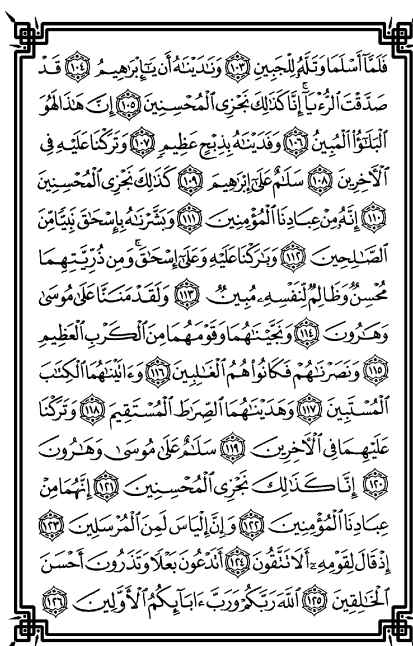 فَلَمَّآ أَسْلَمَا وَتَلَّهُۥ لِلْجَبِينِ ١٠٣ وَنَـٰدَيْنَـٰهُ أَن يَـٰٓإِبْرَٰهِيمُ ١٠٤ قَدْ
صَدَّقْتَ ٱلرُّءْيَآ ۚ إِنَّا كَذَٰلِكَ نَجْزِى ٱلْمُحْسِنِينَ ١٠٥ إِنَّ هَـٰذَا لَهُوَ
ٱلْبَلَـٰٓؤُا۟ ٱلْمُبِينُ ١٠٦ وَفَدَيْنَـٰهُ بِذِبْحٍ عَظِيمٍ ١٠٧ وَتَرَكْنَا عَلَيْهِ فِى
ٱلْـَٔاخِرِينَ ١٠٨ سَلَـٰمٌ عَلَىٰٓ إِبْرَٰهِيمَ ١٠٩ كَذَٰلِكَ نَجْزِى ٱلْمُحْسِنِينَ
١١٠ إِنَّهُۥ مِنْ عِبَادِنَا ٱلْمُؤْمِنِينَ ١١١ وَبَشَّرْنَـٰهُ بِإِسْحَـٰقَ نَبِيًّا مِّنَ
ٱلصَّـٰلِحِينَ ١١٢ وَبَـٰرَكْنَا عَلَيْهِ وَعَلَىٰٓ إِسْحَـٰقَ ۚ وَمِن ذُرِّيَّتِهِمَا
مُحْسِنٌ وَظَالِمٌ لِّنَفْسِهِۦ مُبِينٌ ١١٣ وَلَقَدْ مَنَنَّا عَلَىٰ مُوسَىٰ
وَهَـٰرُونَ ١١٤ وَنَجَّيْنَـٰهُمَا وَقَوْمَهُمَا مِنَ ٱلْكَرْبِ ٱلْعَظِيمِ
١١٥ وَنَصَرْنَـٰهُمْ فَكَانُوا۟ هُمُ ٱلْغَـٰلِبِينَ ١١٦ وَءَاتَيْنَـٰهُمَا ٱلْكِتَـٰبَ
ٱلْمُسْتَبِينَ ١١٧ وَهَدَيْنَـٰهُمَا ٱلصِّرَٰطَ ٱلْمُسْتَقِيمَ ١١٨ وَتَرَكْنَا
عَلَيْهِمَا فِى ٱلْـَٔاخِرِينَ ١١٩ سَلَـٰمٌ عَلَىٰ مُوسَىٰ وَهَـٰرُونَ
١٢٠ إِنَّا كَذَٰلِكَ نَجْزِى ٱلْمُحْسِنِينَ ١٢١ إِنَّهُمَا مِنْ
عِبَادِنَا ٱلْمُؤْمِنِينَ ١٢٢ وَإِنَّ إِلْيَاسَ لَمِنَ ٱلْمُرْسَلِينَ ١٢٣
إِذْ قَالَ لِقَوْمِهِۦٓ أَلَا تَتَّقُونَ ١٢٤ أَتَدْعُونَ بَعْلًا وَتَذَرُونَ أَحْسَنَ
ٱلْخَـٰلِقِينَ ١٢٥ ٱللَّهَ رَبَّكُمْ وَرَبَّ ءَابَآئِكُمُ ٱلْأَوَّلِينَ ١٢٦